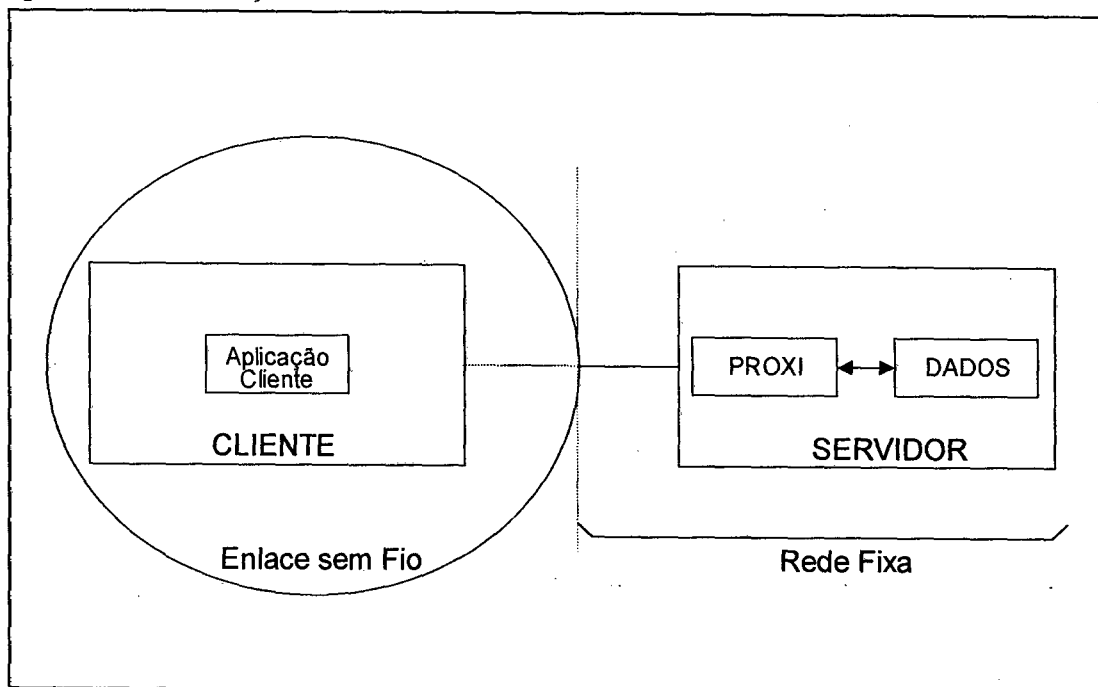 Aplicação
Cliente
CLIENTE
Enlace sem Fio
PROXI
DADOS
SERVIDOR
Rede Fixa